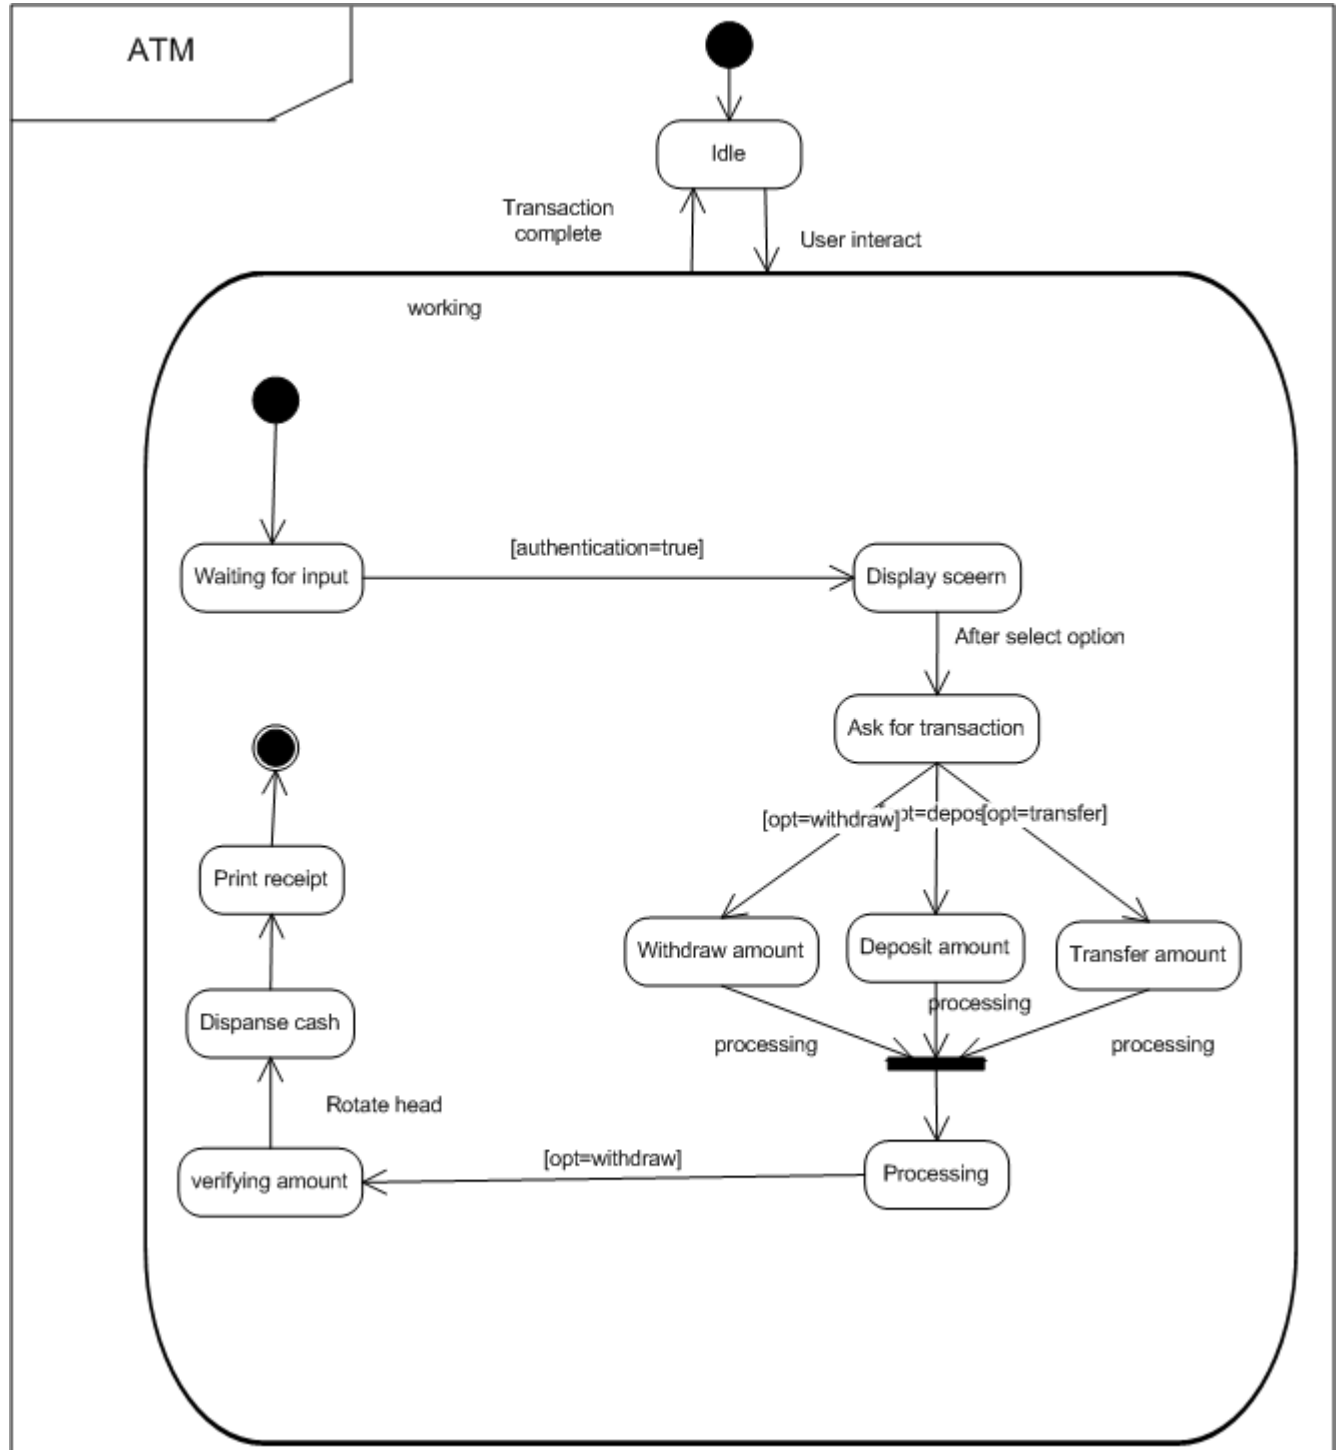 ATM
Idle
Transaction
complete
User interact
working
[authentication=true]
Waiting for input
Display sceern
After select option
Ask for transaction
[opt=withdraw]
[opt=transfer]
Print receipt
Withdraw amount
Deposit amount
Transfer amount
processing
Dispanse cash
processing
processing
Rotate head
[opt=withdraw]
verifying amount
Processing